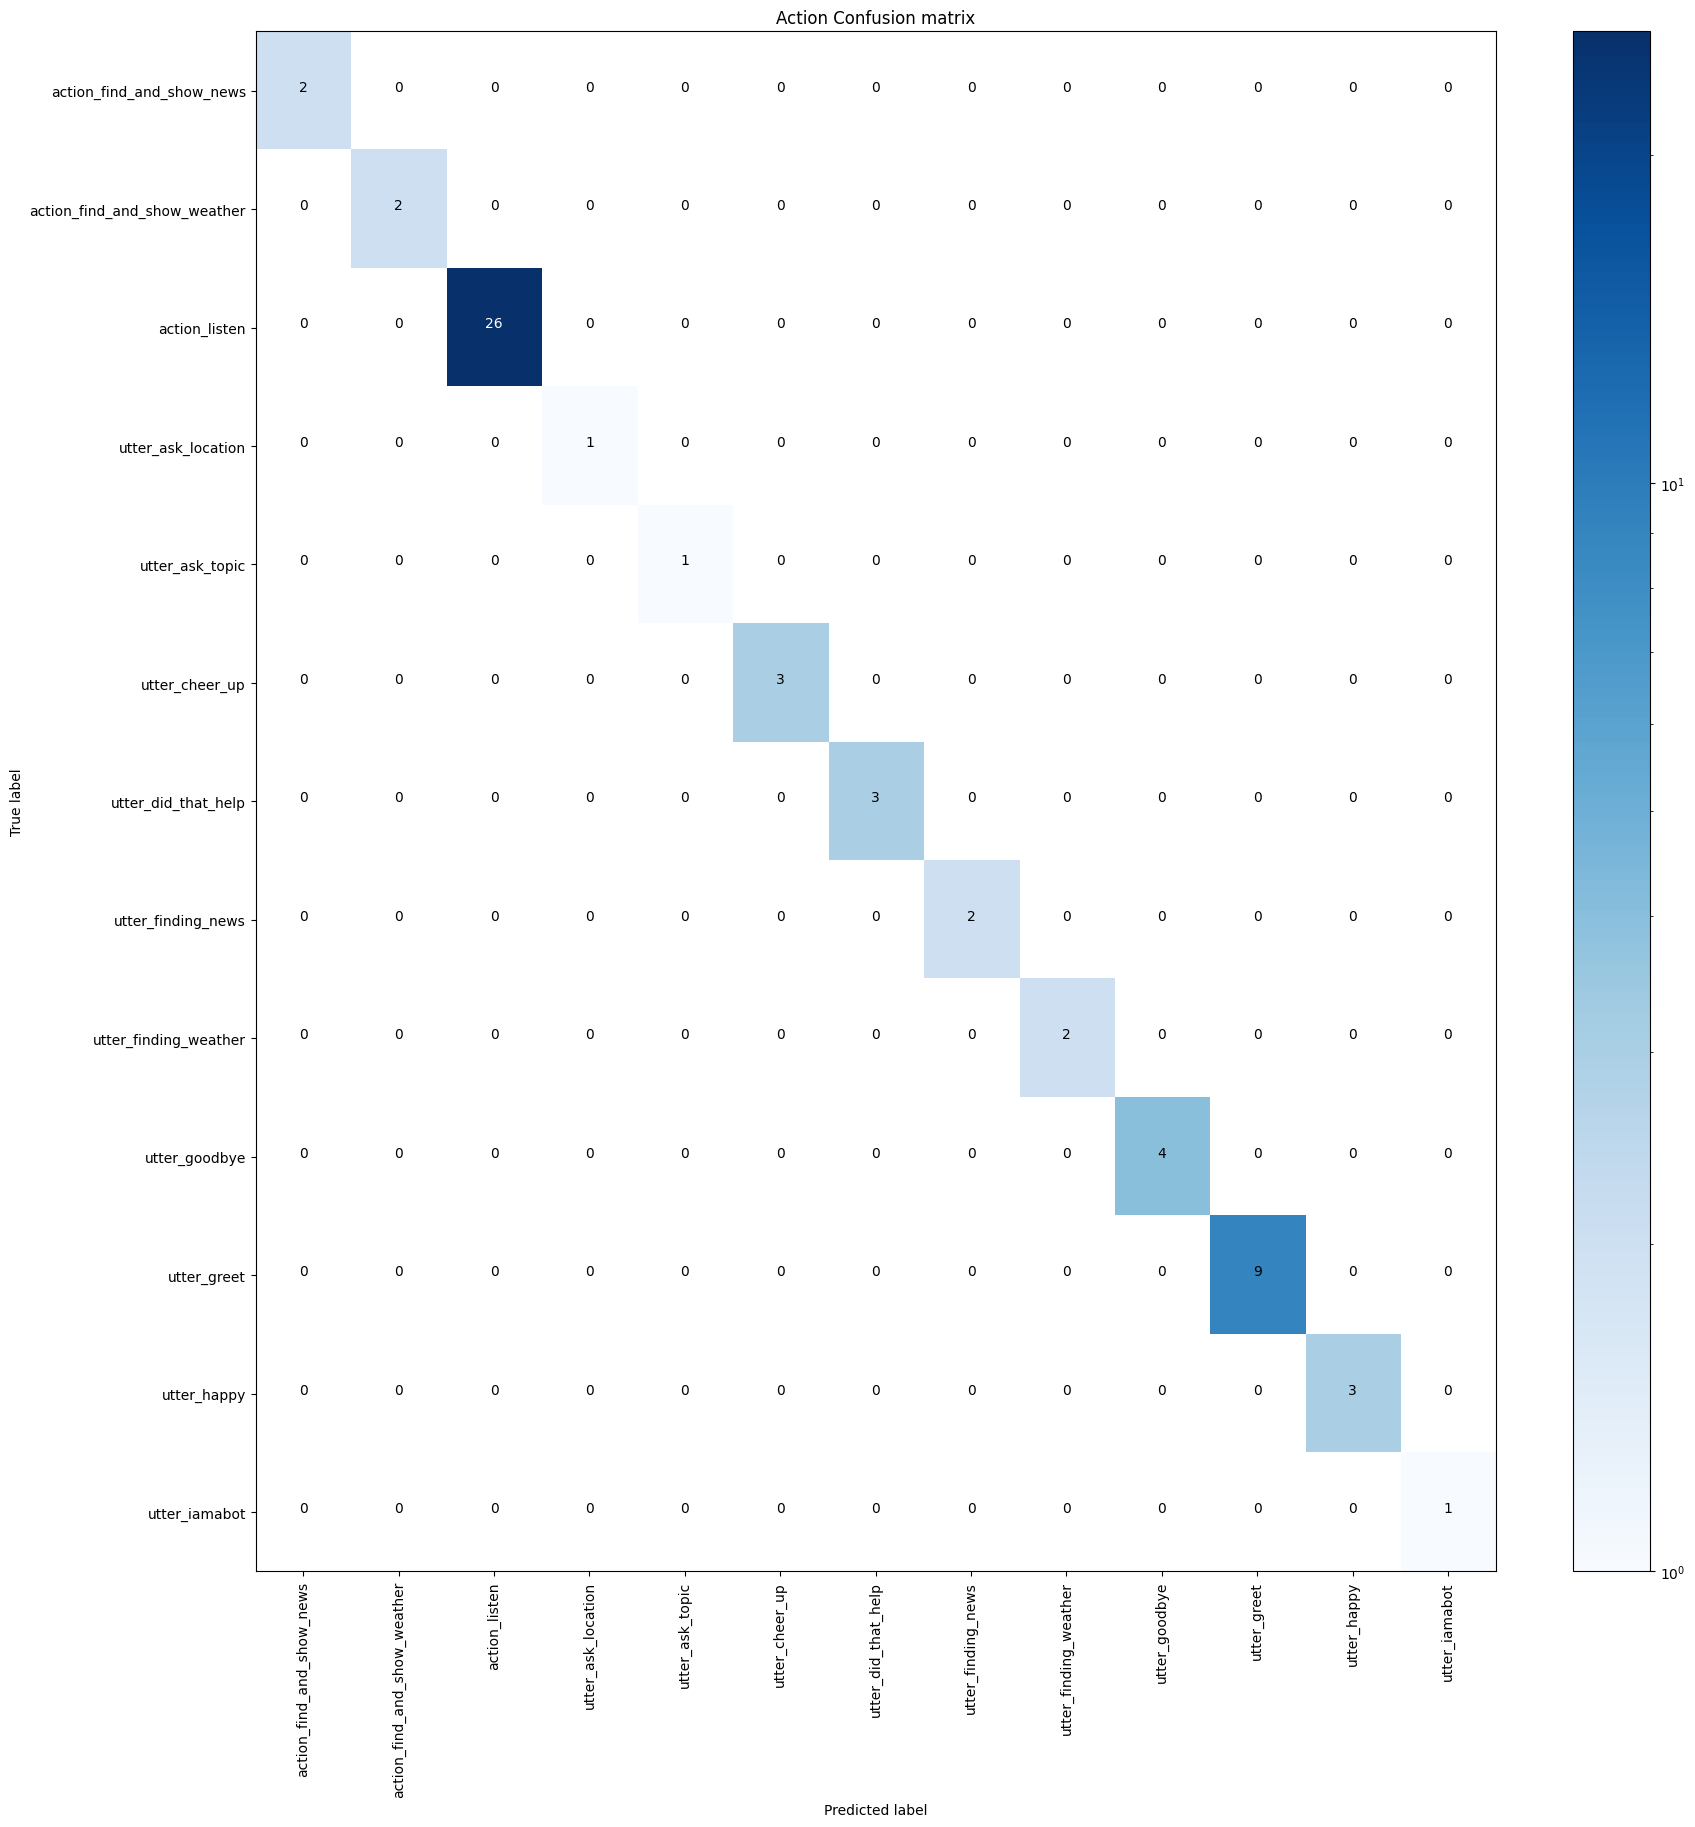 Action Confusion matrix
True label
action_find_and_show_news 2 0 0 0 0 0 0 0 0 0 0 0 0
action_find_and_show_weather 0 2 0 0 0 0 0 0 0 0 0 0 0
action_listen 0 0 26 0 0 0 0 0 0 0 0 0 0
utter_ask_location 0 0 0 1 0 0 0 0 0 0 0 0 0
utter_ask_topic 0 0 0 0 1 0 0 0 0 0 0 0 0
utter_cheer_up 0 0 0 0 0 3 0 0 0 0 0 0 0
utter_did_that_help 0 0 0 0 0 0 3 0 0 0 0 0 0
utter_finding_news 0 0 0 0 0 0 0 2 0 0 0 0 0
utter_finding_weather 0 0 0 0 0 0 0 0 2 0 0 0 0
utter_goodbye 0 0 0 0 0 0 0 0 0 4 0 0 0
utter_greet 0 0 0 0 0 0 0 0 0 0 9 0 0
utter_happy 0 0 0 0 0 0 0 0 0 0 0 3 0
utter_iamabot 0 0 0 0 0 0 0 0 0 0 0 0 1
action_find_and_show_news
action_find_and_show_weather
action_listen
utter_ask_location
utter_ask_topic
utter_cheer_up
utter_did_that_help
utter_finding_news
utter_finding_weather
utter_goodbye
utter_greet
utter_happy
utter_iamabot
Predicted label
10¹
10⁰